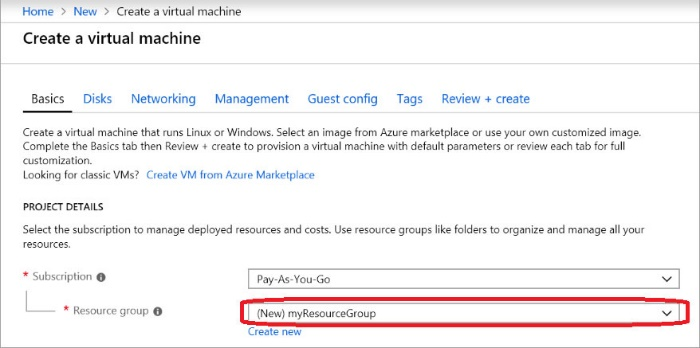 Home > New > Create a virtual machine
Create a virtual machine
Basics Disks Networking Management Guest config Tags Review + create
Create a virtual machine that runs Linux or Windows. Select an image from Azure marketplace or use your own customized image.
Complete the Basics tab then Review + create to provision a virtual machine with default parameters or review each tab for full
customization.
Looking for classic VMs? Create VM from Azure Marketplace
PROJECT DETAILS
Select the subscription to manage deployed resources and costs. Use resource groups like folders to organize and manage all your
resources.
* Subscription Pay-As-You-Go
* Resource group (New) myResourceGroup
Create new